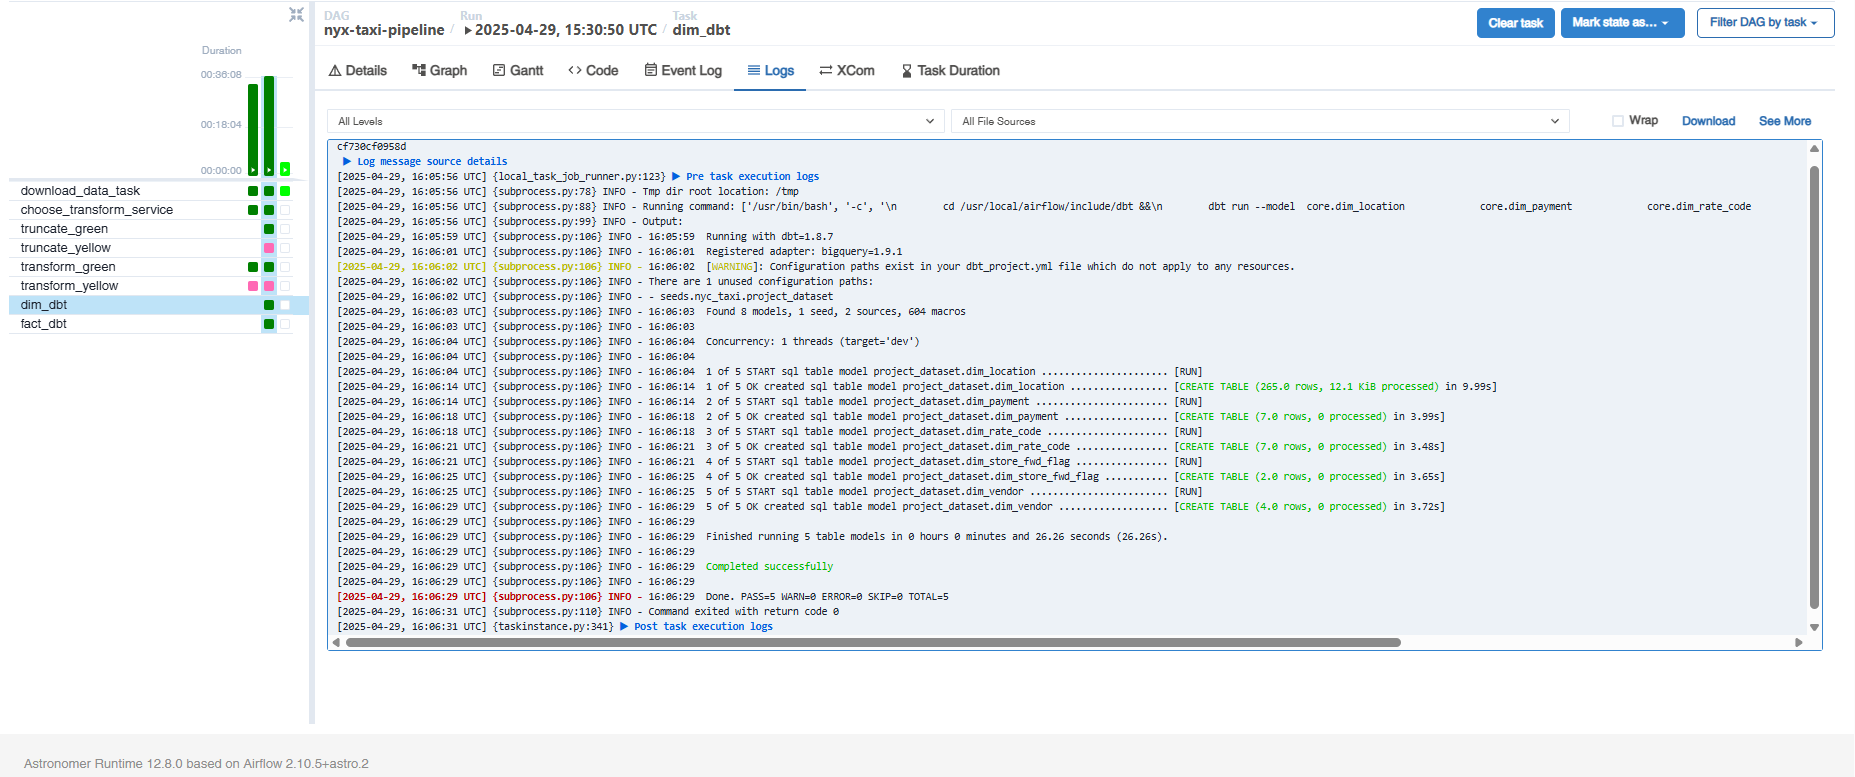 DAG
nyx-taxi-pipeline
/
Run
2025-04-29, 15:30:50 UTC
/
Task
dim_dbt
Clear task
Mark state as...
Filter DAG by task
Details
Graph
Gantt
Code
Event Log
Logs
XCom
Task Duration
Duration
00:36:08
00:18:04
00:00:00
download_data_task
choose_transform_service
truncate_green
truncate_yellow
transform_green
transform_yellow
dim_dbt
fact_dbt
All Levels
All File Sources
Wrap
Download
See More
cf730cf0958d
▶ Log message source details
[2025-04-29, 16:05:56 UTC] {local_task_job_runner.py:123} ▶ Pre task execution logs
[2025-04-29, 16:05:56 UTC] {subprocess.py:78} INFO - Tmp dir root location: /tmp
[2025-04-29, 16:05:56 UTC] {subprocess.py:88} INFO - Running command: ['/usr/bin/bash', '-c', '\n cd /usr/local/airflow/include/dbt &&\n dbt run --model core.dim_location core.dim_payment core.dim_rate_code
[2025-04-29, 16:05:56 UTC] {subprocess.py:99} INFO - Output:
[2025-04-29, 16:05:59 UTC] {subprocess.py:106} INFO - 16:05:59 Running with dbt=1.8.7
[2025-04-29, 16:06:01 UTC] {subprocess.py:106} INFO - 16:06:01 Registered adapter: bigquery=1.9.1
[2025-04-29, 16:06:02 UTC] {subprocess.py:106} INFO - 16:06:02 [WARNING]: Configuration paths exist in your dbt_project.yml file which do not apply to any resources.
[2025-04-29, 16:06:02 UTC] {subprocess.py:106} INFO - There are 1 unused configuration paths:
[2025-04-29, 16:06:02 UTC] {subprocess.py:106} INFO - - seeds.nyc_taxi.project_dataset
[2025-04-29, 16:06:03 UTC] {subprocess.py:106} INFO - 16:06:03 Found 8 models, 1 seed, 2 sources, 604 macros
[2025-04-29, 16:06:03 UTC] {subprocess.py:106} INFO - 16:06:03
[2025-04-29, 16:06:04 UTC] {subprocess.py:106} INFO - 16:06:04 Concurrency: 1 threads (target='dev')
[2025-04-29, 16:06:04 UTC] {subprocess.py:106} INFO - 16:06:04
[2025-04-29, 16:06:04 UTC] {subprocess.py:106} INFO - 16:06:04 1 of 5 START sql table model project_dataset.dim_location ...................... [RUN]
[2025-04-29, 16:06:14 UTC] {subprocess.py:106} INFO - 16:06:14 1 of 5 OK created sql table model project_dataset.dim_location ................. [CREATE TABLE (265.0 rows, 12.1 KiB processed) in 9.99s]
[2025-04-29, 16:06:14 UTC] {subprocess.py:106} INFO - 16:06:14 2 of 5 START sql table model project_dataset.dim_payment ....................... [RUN]
[2025-04-29, 16:06:18 UTC] {subprocess.py:106} INFO - 16:06:18 2 of 5 OK created sql table model project_dataset.dim_payment .................. [CREATE TABLE (7.0 rows, 0 processed) in 3.99s]
[2025-04-29, 16:06:18 UTC] {subprocess.py:106} INFO - 16:06:18 3 of 5 START sql table model project_dataset.dim_rate_code ..................... [RUN]
[2025-04-29, 16:06:21 UTC] {subprocess.py:106} INFO - 16:06:21 3 of 5 OK created sql table model project_dataset.dim_rate_code ................ [CREATE TABLE (7.0 rows, 0 processed) in 3.48s]
[2025-04-29, 16:06:21 UTC] {subprocess.py:106} INFO - 16:06:21 4 of 5 START sql table model project_dataset.dim_store_fwd_flag ................ [RUN]
[2025-04-29, 16:06:25 UTC] {subprocess.py:106} INFO - 16:06:25 4 of 5 OK created sql table model project_dataset.dim_store_fwd_flag ........... [CREATE TABLE (2.0 rows, 0 processed) in 3.65s]
[2025-04-29, 16:06:25 UTC] {subprocess.py:106} INFO - 16:06:25 5 of 5 START sql table model project_dataset.dim_vendor ........................ [RUN]
[2025-04-29, 16:06:29 UTC] {subprocess.py:106} INFO - 16:06:29 5 of 5 OK created sql table model project_dataset.dim_vendor ................... [CREATE TABLE (4.0 rows, 0 processed) in 3.72s]
[2025-04-29, 16:06:29 UTC] {subprocess.py:106} INFO - 16:06:29
[2025-04-29, 16:06:29 UTC] {subprocess.py:106} INFO - 16:06:29 Finished running 5 table models in 0 hours 0 minutes and 26.26 seconds (26.26s).
[2025-04-29, 16:06:29 UTC] {subprocess.py:106} INFO - 16:06:29
[2025-04-29, 16:06:29 UTC] {subprocess.py:106} INFO - 16:06:29 Completed successfully
[2025-04-29, 16:06:29 UTC] {subprocess.py:106} INFO - 16:06:29
[2025-04-29, 16:06:29 UTC] {subprocess.py:106} INFO - 16:06:29 Done. PASS=5 WARN=0 ERROR=0 SKIP=0 TOTAL=5
[2025-04-29, 16:06:31 UTC] {subprocess.py:110} INFO - Command exited with return code 0
[2025-04-29, 16:06:31 UTC] {taskinstance.py:341} ▶ Post task execution logs
Astronomer Runtime 12.8.0 based on Airflow 2.10.5+astro.2